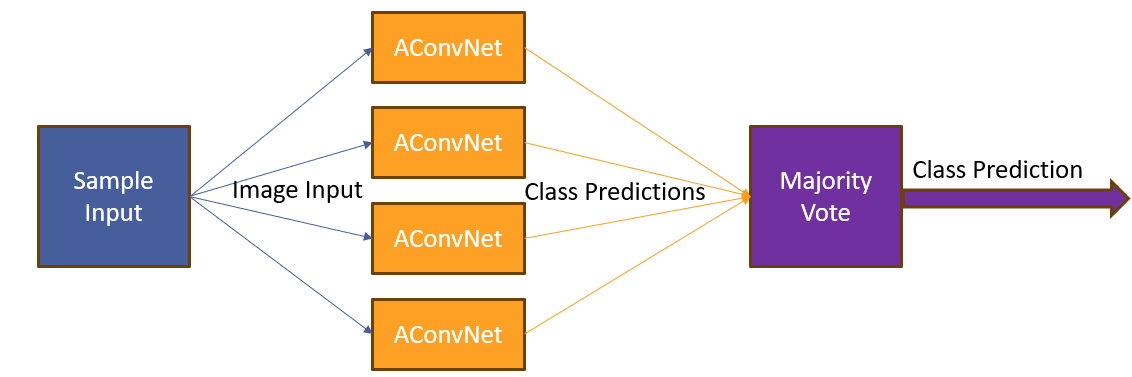 Sample
Input
Image Input
AConvNet
AConvNet
AConvNet
AConvNet
Class Predictions
Majority
Vote
Class Prediction